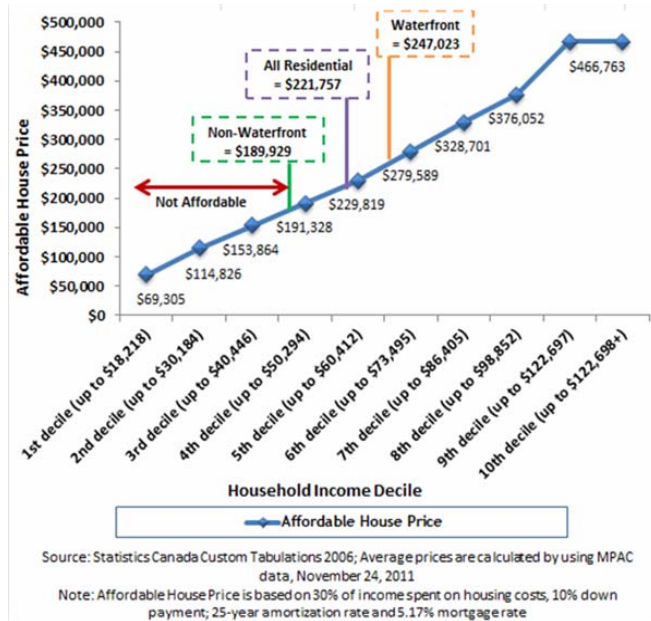 $500,000
$450,000
$400,000
$350,000
$300,000
$250,000
$200,000
$150,000
$100,000
$50,000
$0
Affordable House Price
Waterfront
= $247,023
All Residential
= $221,757
Non-Waterfront
= $189,929
Not Affordable
$69,305
$114,826
$153,864
$191,328
$229,819
$279,589
$328,701
$376,052
$466,763
1st decile (up to $18,218)
2nd decile (up to $30,184)
3rd decile (up to $40,446)
4th decile (up to $50,294)
5th decile (up to $60,412)
6th decile (up to $73,495)
7th decile (up to $86,405)
8th decile (up to $98,852)
9th decile (up to $122,697)
10th decile (up to $122,698+)
Household Income Decile
Affordable House Price
Source: Statistics Canada Custom Tabulations 2006; Average prices are calculated by using MPAC
data, November 24, 2011
Note: Affordable House Price is based on 30% of income spent on housing costs, 10% down
payment; 25-year amortization rate and 5.17% mortgage rate